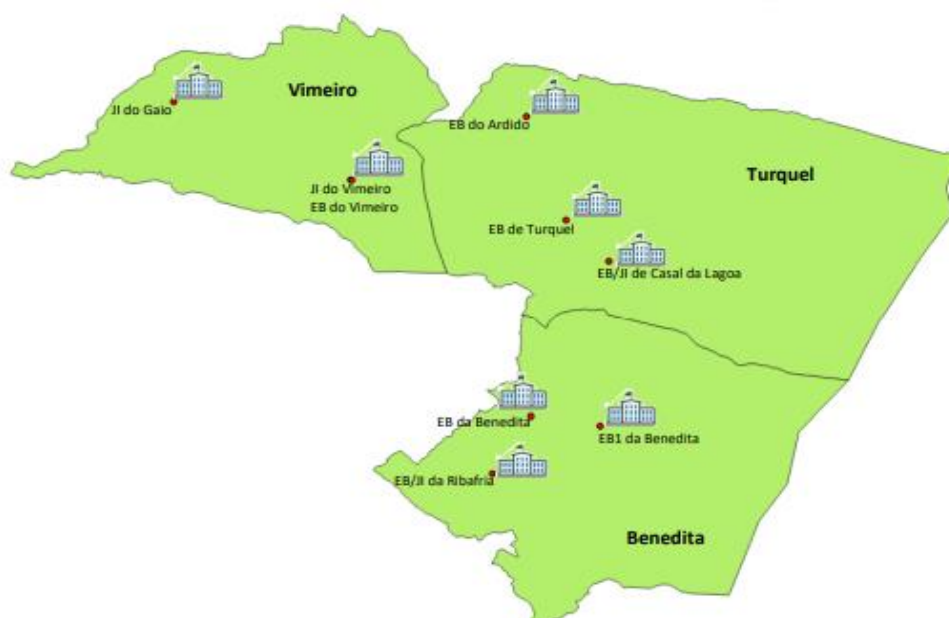 Vimeiro
JI do Gaio
EB do Ardido
Turquel
JI do Vimeiro
EB do Vimeiro
EB de Turquel
EB/JI de Casal da Lagoa
EB da Benedita
EB1 da Benedita
EB/JI da Ribafria
Benedita